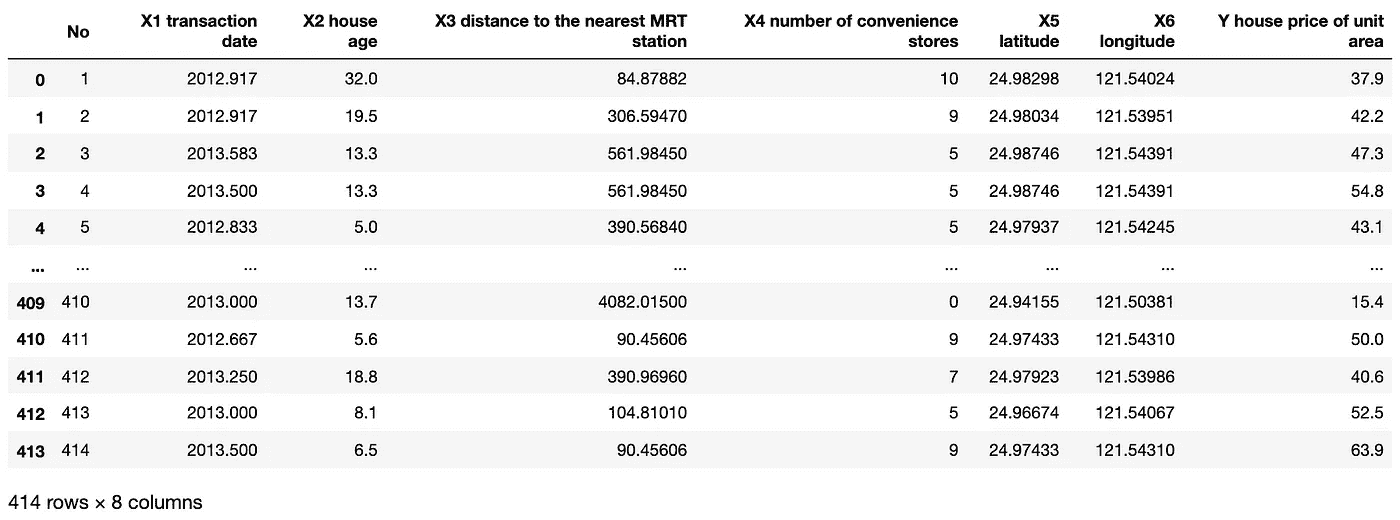 No X1 transaction date X2 house age X3 distance to the nearest MRT station X4 number of convenience stores X5 latitude X6 longitude Y house price of unit area
0 1 2012.917 32.0 84.87882 10 24.98298 121.54024 37.9
1 2 2012.917 19.5 306.59470 9 24.98034 121.53951 42.2
2 3 2013.583 13.3 561.98450 5 24.98746 121.54391 47.3
3 4 2013.500 13.3 561.98450 5 24.98746 121.54391 54.8
4 5 2012.833 5.0 390.56840 5 24.97937 121.54245 43.1
... ... ... ... ... ... ... ... ...
409 410 2013.000 13.7 4082.01500 0 24.94155 121.50381 15.4
410 411 2012.667 5.6 90.45606 9 24.97433 121.54310 50.0
411 412 2013.250 18.8 390.96960 7 24.97923 121.53986 40.6
412 413 2013.000 8.1 104.81010 5 24.96674 121.54067 52.5
413 414 2013.500 6.5 90.45606 9 24.97433 121.54310 63.9
414 rows × 8 columns